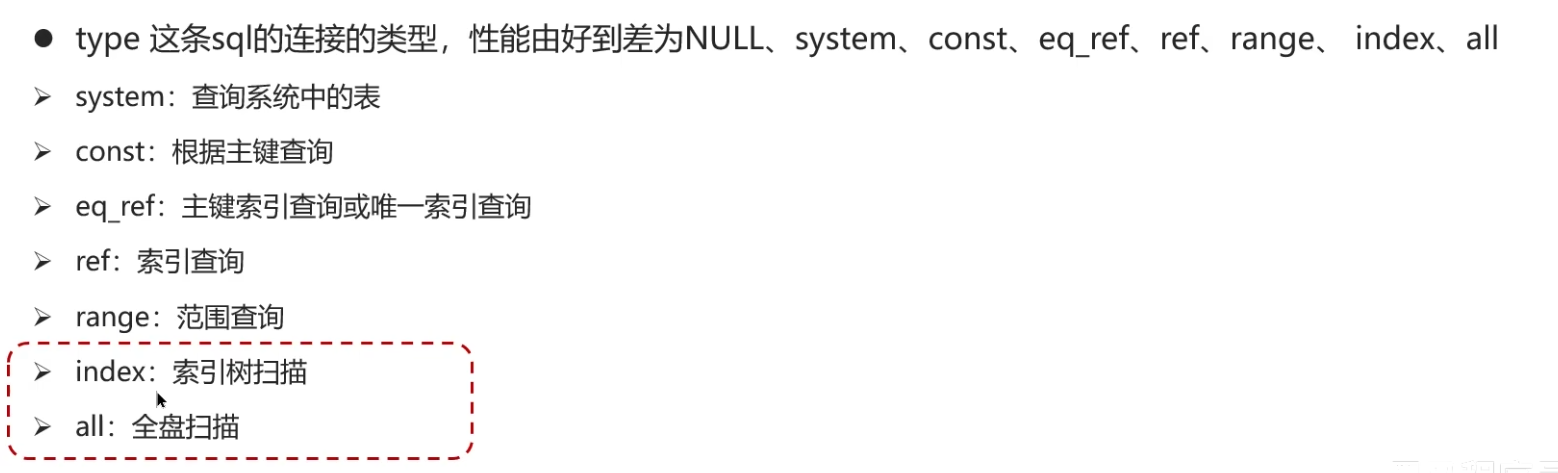 ● type 这条sql的连接的类型，性能由好到差为NULL、system、const、eq_ref、ref、range、 index、all
➢ system：查询系统中的表
➢ const：根据主键查询
➢ eq_ref：主键索引查询或唯一索引查询
➢ ref：索引查询
➢ range：范围查询
➢ index：索引树扫描
➢ all：全盘扫描